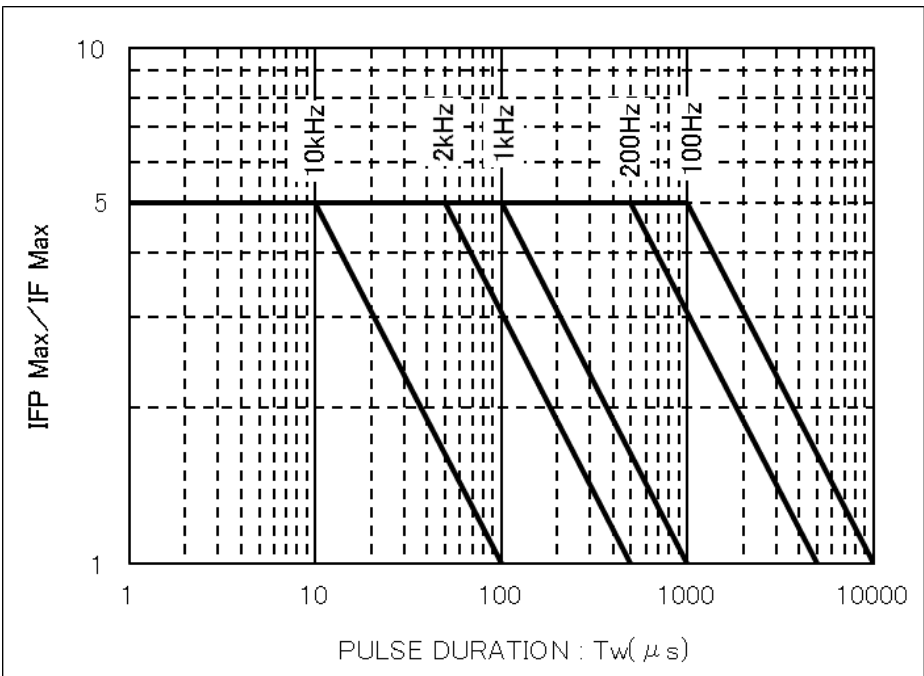 10
10kHz
2kHz
1kHz
200Hz
100Hz
5
IFP Max／IF Max
1
1 10 100 1000 10000
PULSE DURATION : Tw(μs)